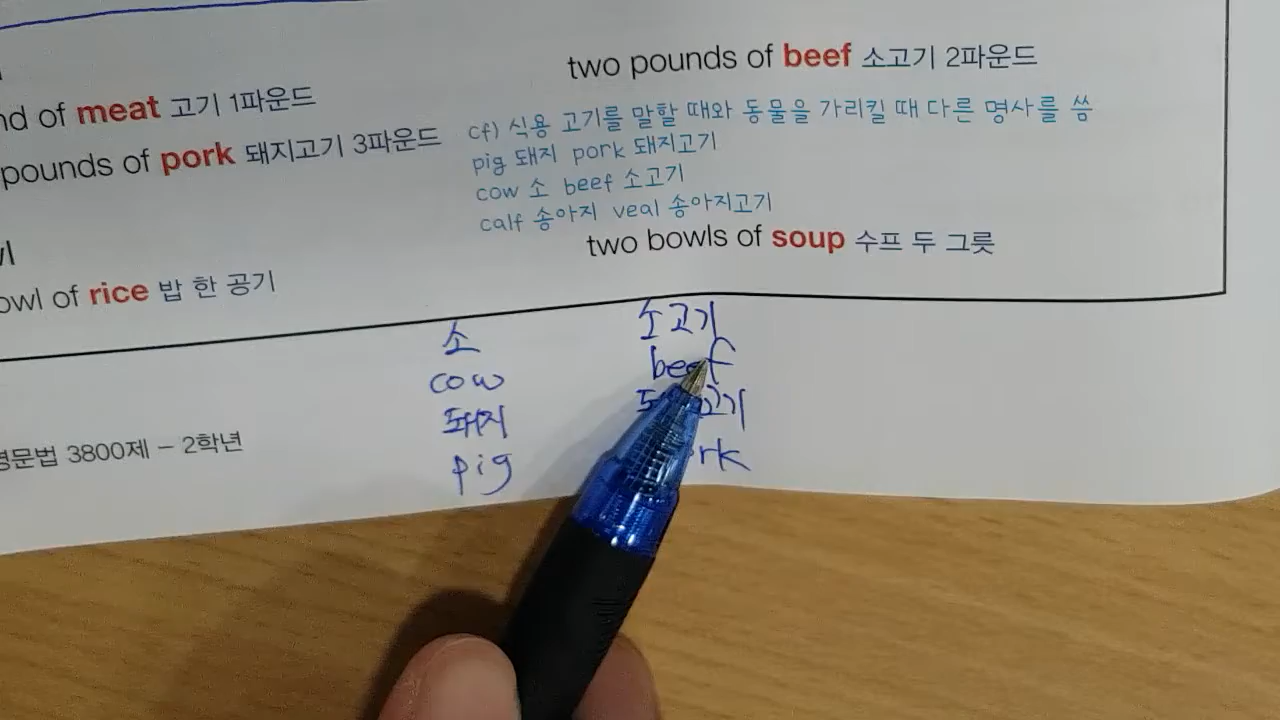 two pounds of beef 소고기 2파운드
of meat 고기 1파운드
pounds of pork 돼지고기 3파운드
cf) 식용 고기를 말할 때와 동물을 가리킬 때 다른 명사를 씀
pig 돼지 pork 돼지고기
cow 소 beef 소고기
calf 송아지 veal 송아지고기
two bowls of soup 수프 두 그릇
of rice 밥 한 공기
소 소고기
cow beef
돼지
pig
3800제 – 2학년